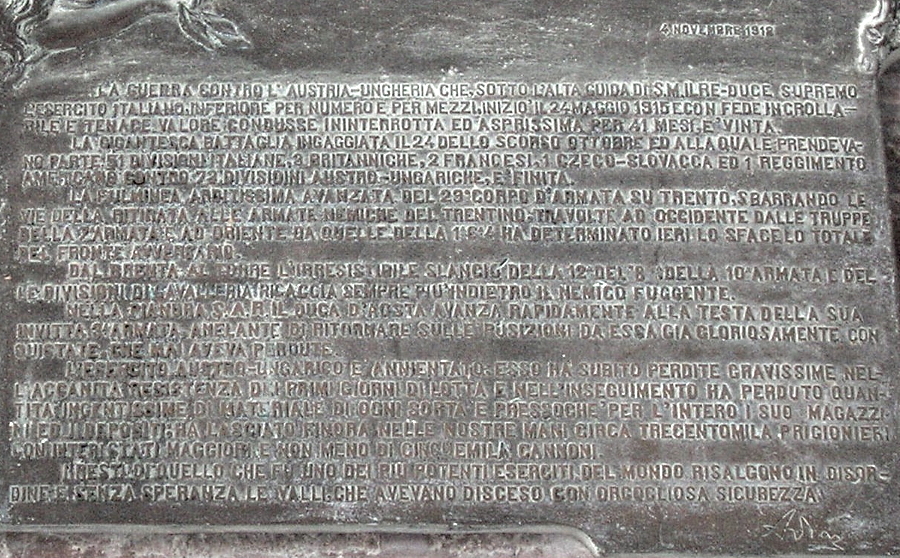 4 NOVEMBRE 1918
LA GUERRA CONTRO L'AUSTRIA-UNGHERIA CHE, SOTTO L'ALTA GUIDA DI S.M. IL RE-DUCE SUPREMO
L'ESERCITO ITALIANO, INFERIORE PER NUMERO E PER MEZZI, INIZIO' IL 24 MAGGIO 1915 E CON FEDE INCROLLA-
BILE E TENACE VALORE CONDUSSE ININTERROTTA ED ASPRISSIMA PER 41 MESI, E' VINTA.
LA GIGANTESCA BATTAGLIA INGAGGIATA IL 24 DELLO SCORSO OTTOBRE ED ALLA QUALE PRENDEVA-
NO PARTE 51 DIVISIONI ITALIANE, 3 BRITANNICHE, 2 FRANCESI, 1 CZECO-SLOVACCA ED 1 REGGIMENTO
AMERICANO CONTRO 73 DIVISIONI AUSTRO-UNGARICHE, E' FINITA.
LA FULMINEA ARDITISSIMA AVANZATA DEL 29° CORPO D'ARMATA SU TRENTO, SBARRANDO LE
VIE DELLA RITIRATA ALLE ARMATE NEMICHE DEL TRENTINO, TRAVOLTE AD OCCIDENTE DALLE TRUPPE
DELLA 7 ARMATA E AD ORIENTE DA QUELLE DELLA 1 6 4 HA DETERMINATO IERI LO SFACELO TOTALE
DEL FRONTE AVVERSARIO.
DAL BRENTA AL TORRE L'IRRESISTIBILE SLANCIO DELLA 12ª DELL'8ª DELLA 10ª ARMATA E DEL
LE DIVISIONI DI CAVALLERIA RICACCIA SEMPRE PIU' INDIETRO IL NEMICO FUGGENTE.
NELLA PIANURA S.A.R. IL DUCA D'AOSTA AVANZA RAPIDAMENTE ALLA TESTA DELLA SUA
INVITTA 3ª ARMATA, ANELANTE DI RITORNARE SULLE POSIZIONI DA ESSA GIA GLORIOSAMENTE CON
QUISTATE, CHE MAI AVEVA PERDUTE.
L'ESERCITO AUSTRO-UNGARICO E' ANNIENTATO: ESSO HA SUBITO PERDITE GRAVISSIME NEL-
L'ACCANITA RESISTENZA DEI PRIMI GIORNI DI LOTTA E NELL'INSEGUIMENTO HA PERDUTO QUAN-
TITA INGENTISSIME DI MATERIALE DI OGNI SORTA E PRESSOCHE' PER L'INTERO I SUOI MAGAZZI
NI ED I DEPOSITI; HA LASCIATO FINORA NELLE NOSTRE MANI CIRCA TRECENTOMILA PRIGIONIERI
CON INTERI STATI MAGGIORI E NON MENO DI CINQUEMILA CANNONI.
I RESTI DI QUELLO CHE FU UNO DEI PIU' POTENTI ESERCITI DEL MONDO RISALGONO IN DISOR-
DINE E SENZA SPERANZA LE VALLI, CHE AVEVANO DISCESO CON ORGOGLIOSA SICUREZZA